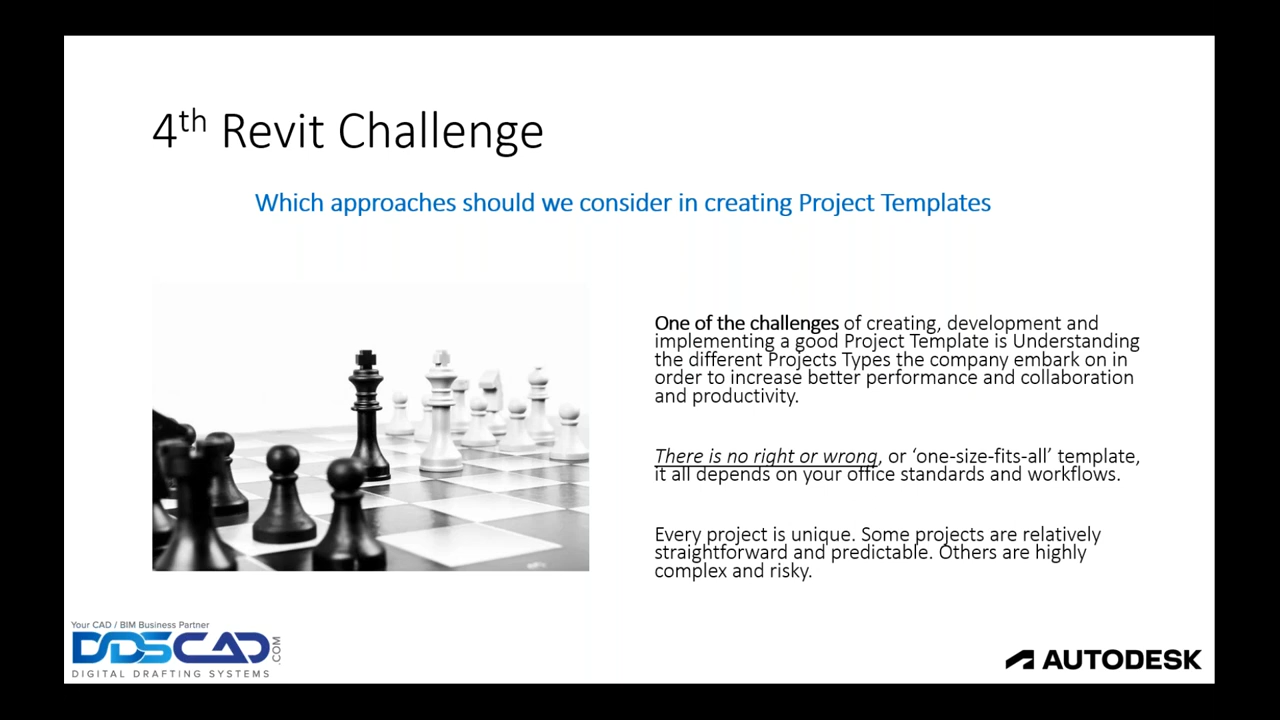 4th Revit Challenge
Which approaches should we consider in creating Project Templates
One of the challenges of creating, development and
implementing a good Project Template is Understanding
the different Projects Types the company embark on in
order to increase better performance and collaboration
and productivity.
There is no right or wrong, or ‘one-size-fits-all’ template,
it all depends on your office standards and workflows.
Every project is unique. Some projects are relatively
straightforward and predictable. Others are highly
complex and risky.
Your CAD / BIM Business Partner
DDSCAD
.COM
DIGITAL DRAFTING SYSTEMS
AUTODESK